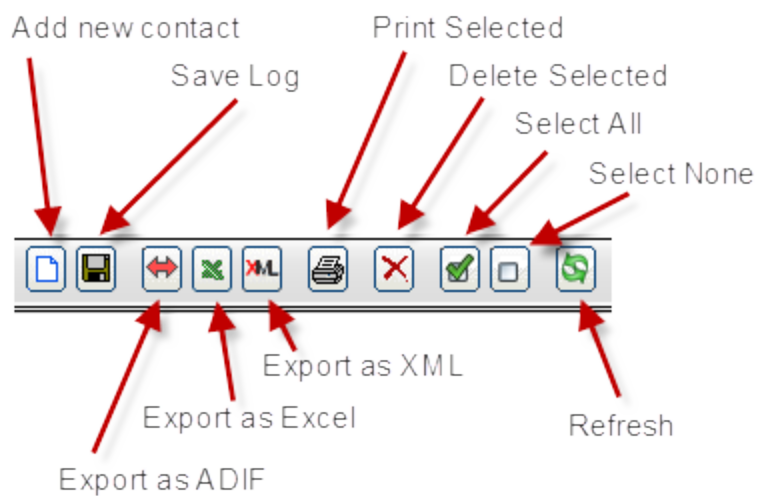 Add new contact
Print Selected
Save Log
Delete Selected
Select All
Select None
XML
Export as XML
Export as Excel
Refresh
Export as ADIF